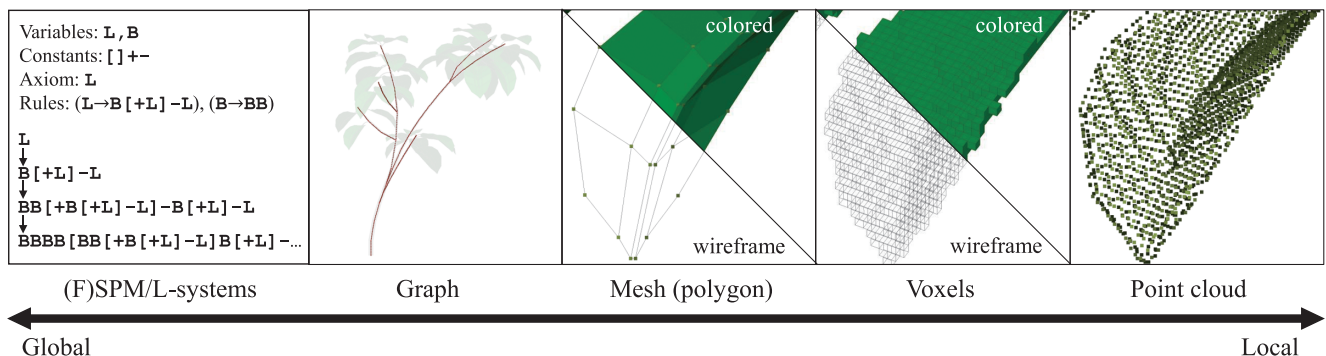 Variables: L,B
Constants: []+-
Axiom: L
Rules: (L→B[+L]-L), (B→BB)
L
B[+L]-L
BB[+B[+L]-L]-B[+L]-L
BBBB[BB[+B[+L]-L]B[+L]-…
colored
wireframe
colored
wireframe
(F)SPM/L-systems
Graph
Mesh (polygon)
Voxels
Point cloud
Global
Local